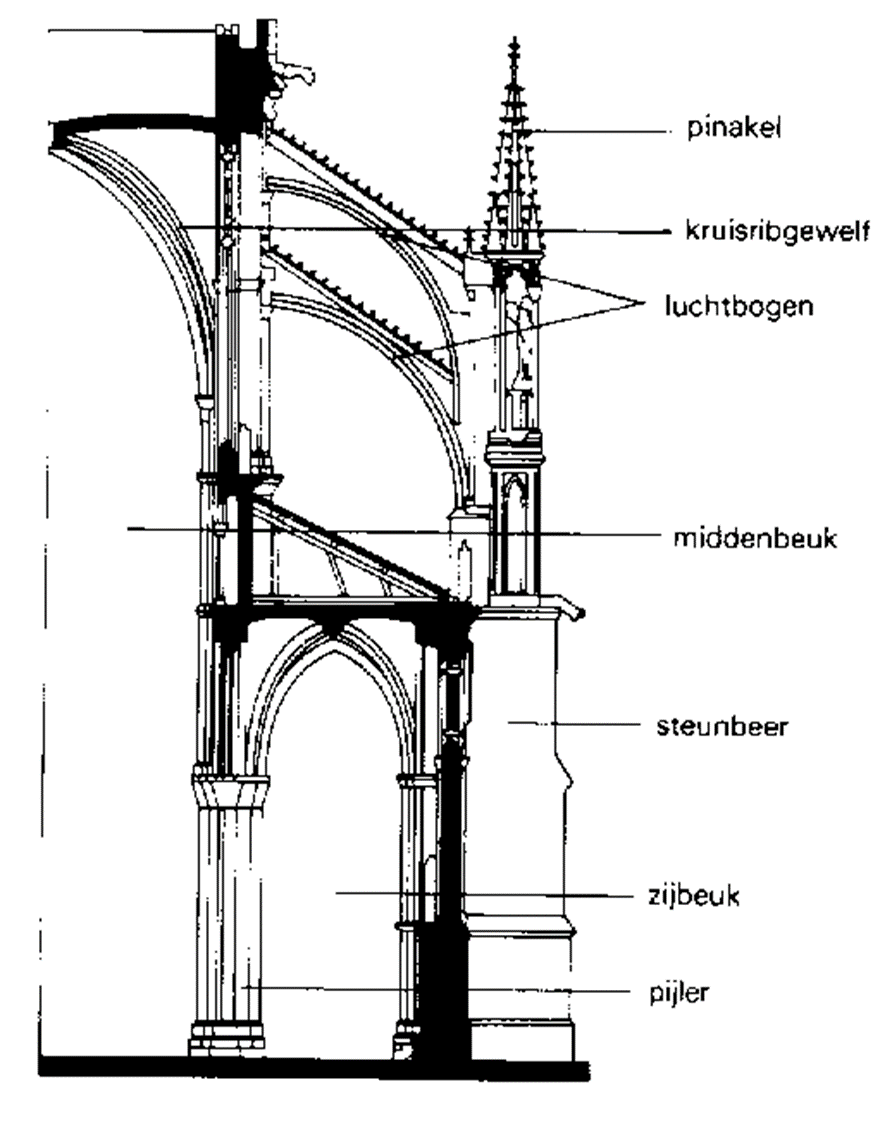 pinakel
kruisribgewelf
luchtbogen
middenbeuk
steunbeer
zijbeuk
pijler